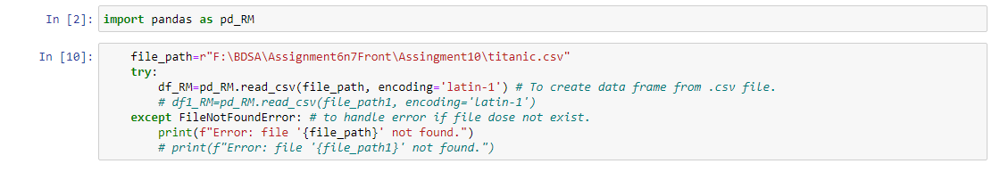 In [2]: import pandas as pd_RM
In [10]: file_path=r"F:\BDSA\Assignment6n7Front\Assingment10\titanic.csv"
try:
df_RM=pd_RM.read_csv(file_path, encoding='latin-1') # To create data frame from .csv file.
# df1_RM=pd_RM.read_csv(file_path1, encoding='latin-1')
except FileNotFoundError: # to handle error if file dose not exist.
print(f"Error: file '{file_path}' not found.")
# print(f"Error: file '{file_path1}' not found.")